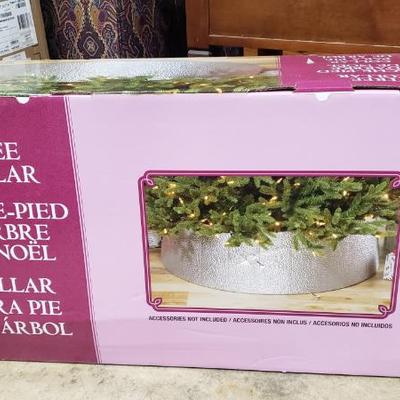 EE
LAR
E-PIED
RBRE
NOËL
LLAR
RA PIE
ÁRBOL
ACCESSORIES NOT INCLUDED / ACCESSOIRES NON INCLUS / ACCESORIOS NO INCLUIDOS